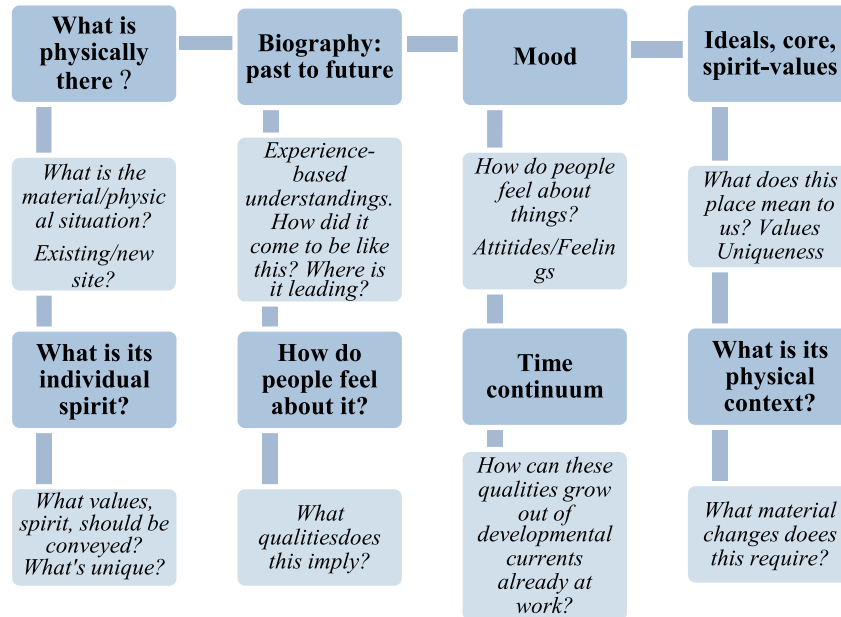 What is
physically
there ?
Biography:
past to future
Mood
Ideals, core,
spirit-values
What is the
material/physic
al situation?
Existing/new
site?
Experience-
based
understandings.
How did it
come to be like
this? Where is
it leading?
How do people
feel about
things?
Attitides/Feelin
gs
What does this
place mean to
us? Values
Uniqueness
What is its
individual
spirit?
How do
people feel
about it?
Time
continuum
What is its
physical
context?
What values,
spirit, should be
conveyed?
What's unique?
What
qualitiesdoes
this imply?
How can these
qualities grow
out of
developmental
currents
already at
work?
What material
changes doees
this require?